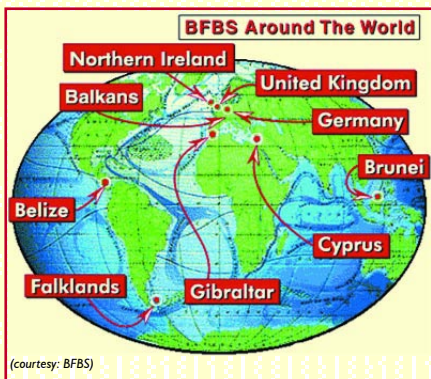 BFBS Around The World
Northern Ireland
United Kingdom
Balkans
Germany
Brunei
Belize
Cyprus
Falklands
Gibraltar
(courtesy: BFBS)